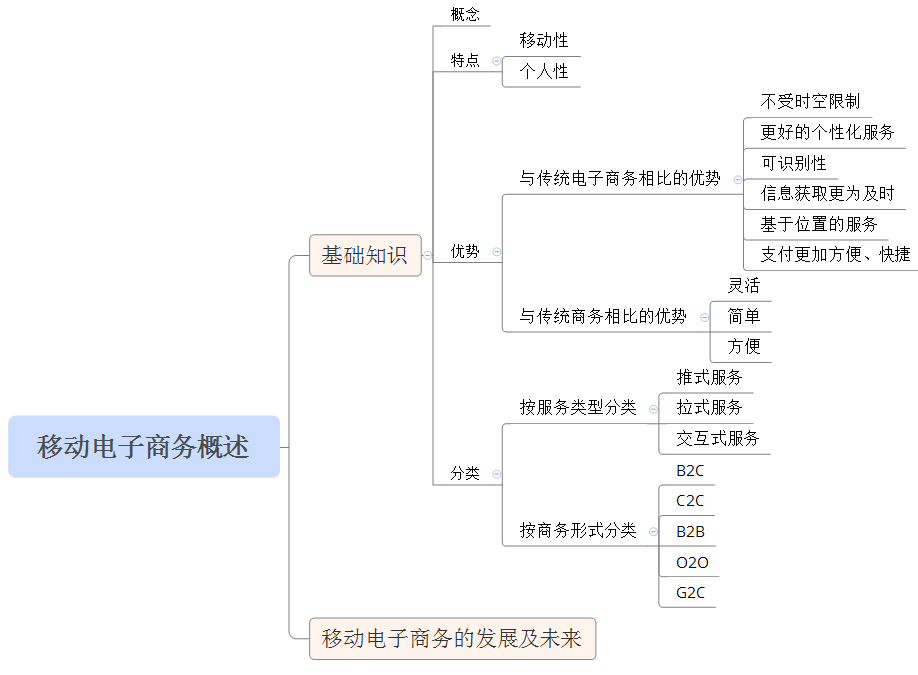 移动电子商务概述
基础知识
概念
特点
移动性
个人性
优势
与传统电子商务相比的优势
不受时空限制
更好的个性化服务
可识别性
信息获取更为及时
基于位置的服务
支付更加方便、快捷
与传统商务相比的优势
灵活
简单
方便
分类
按服务类型分类
推式服务
拉式服务
交互式服务
按商务形式分类
B2C
C2C
B2B
O2O
G2C
移动电子商务的发展及未来